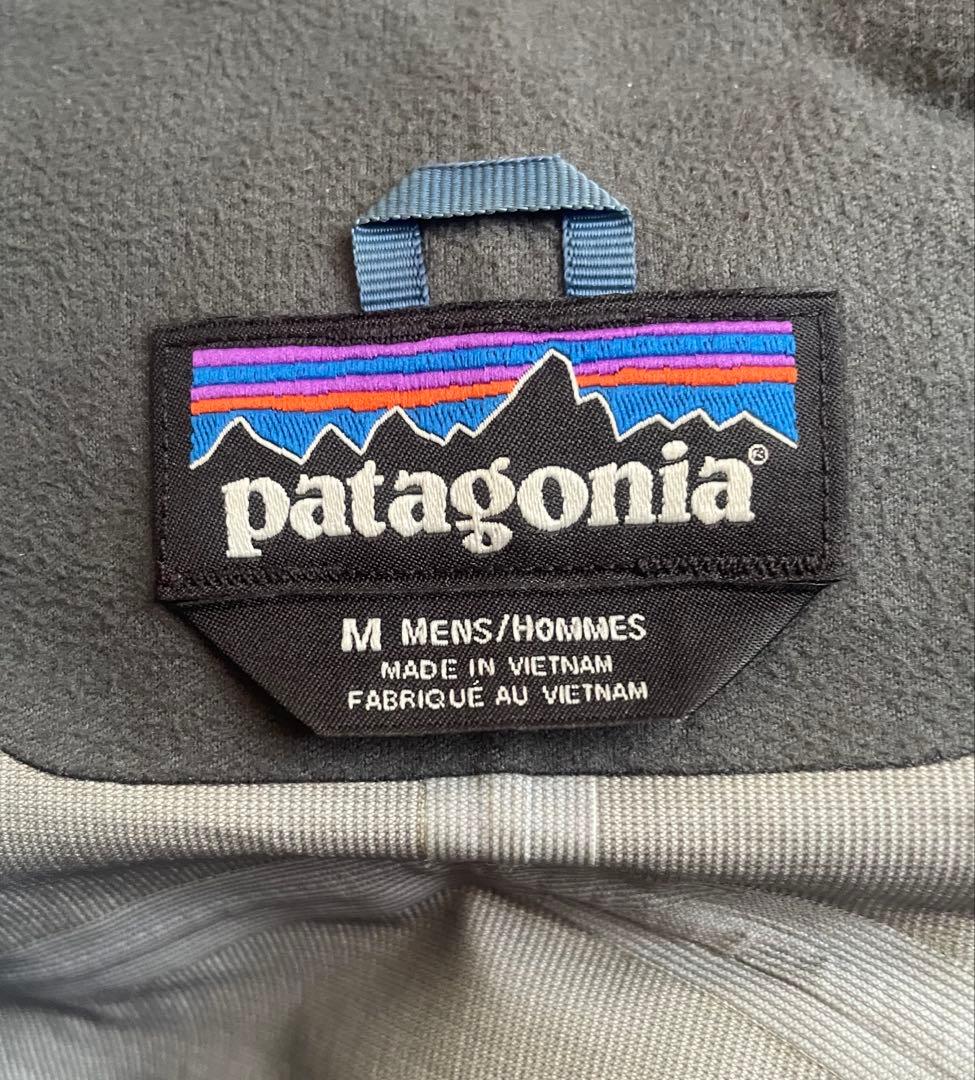 patagonia®
M MENS/HOMMES
MADE IN VIETNAM
FABRIQUÉ AU VIETNAM